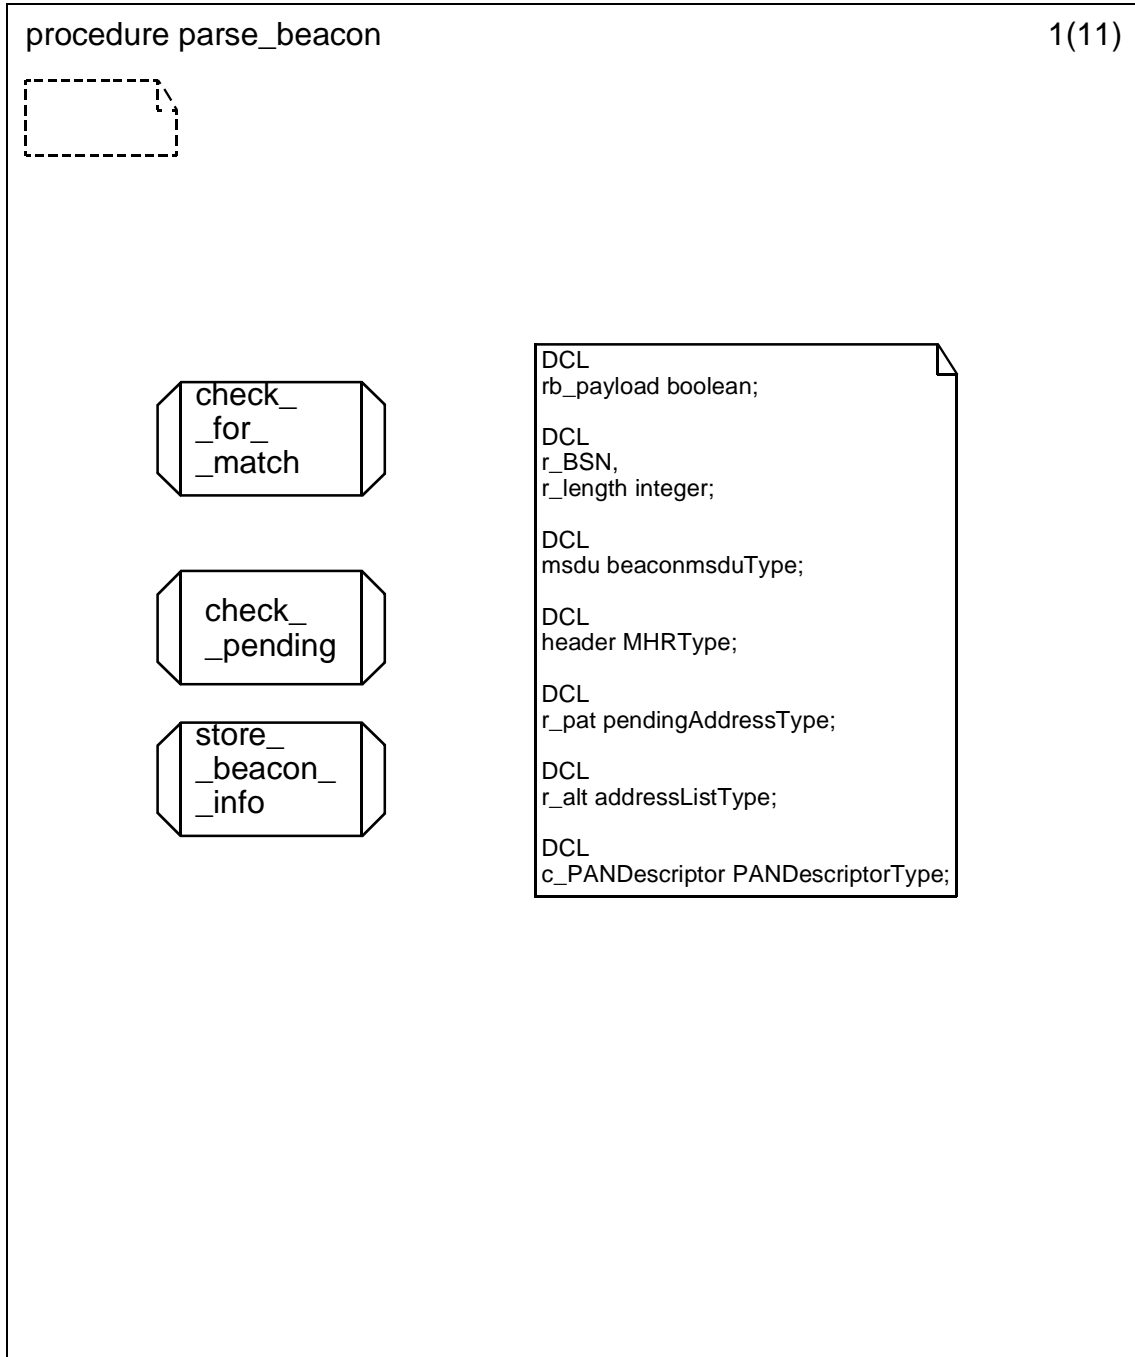 procedure parse_beacon
1(11)
check_
_for_
_match
check_
_pending
store_
_beacon_
_info
DCL
rb_payload boolean;
DCL
r_BSN,
r_length integer;
DCL
msdu beaconmsduType;
DCL
header MHRType;
DCL
r_pat pendingAddressType;
DCL
r_alt addressListType;
DCL
c_PANDescriptor PANDescriptorType;